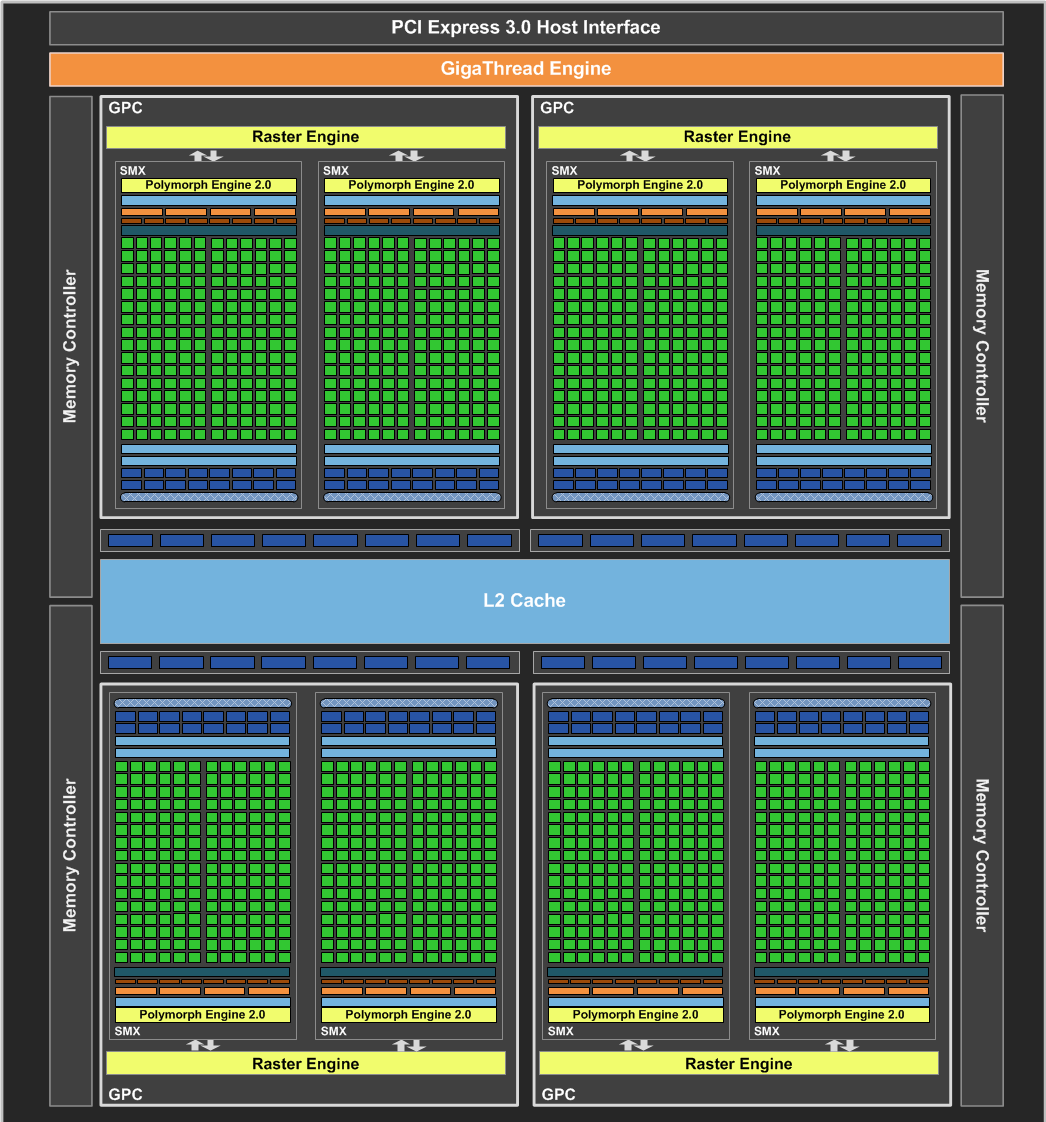 PCI Express 3.0 Host Interface
GigaThread Engine
Memory Controller
GPC
Raster Engine
SMX
Polymorph Engine 2.0
SMX
Polymorph Engine 2.0
GPC
Raster Engine
SMX
Polymorph Engine 2.0
SMX
Polymorph Engine 2.0
Memory Controller
L2 Cache
Memory Controller
Polymorph Engine 2.0
SMX
Polymorph Engine 2.0
SMX
Raster Engine
GPC
Polymorph Engine 2.0
SMX
Polymorph Engine 2.0
SMX
Raster Engine
GPC
Memory Controller